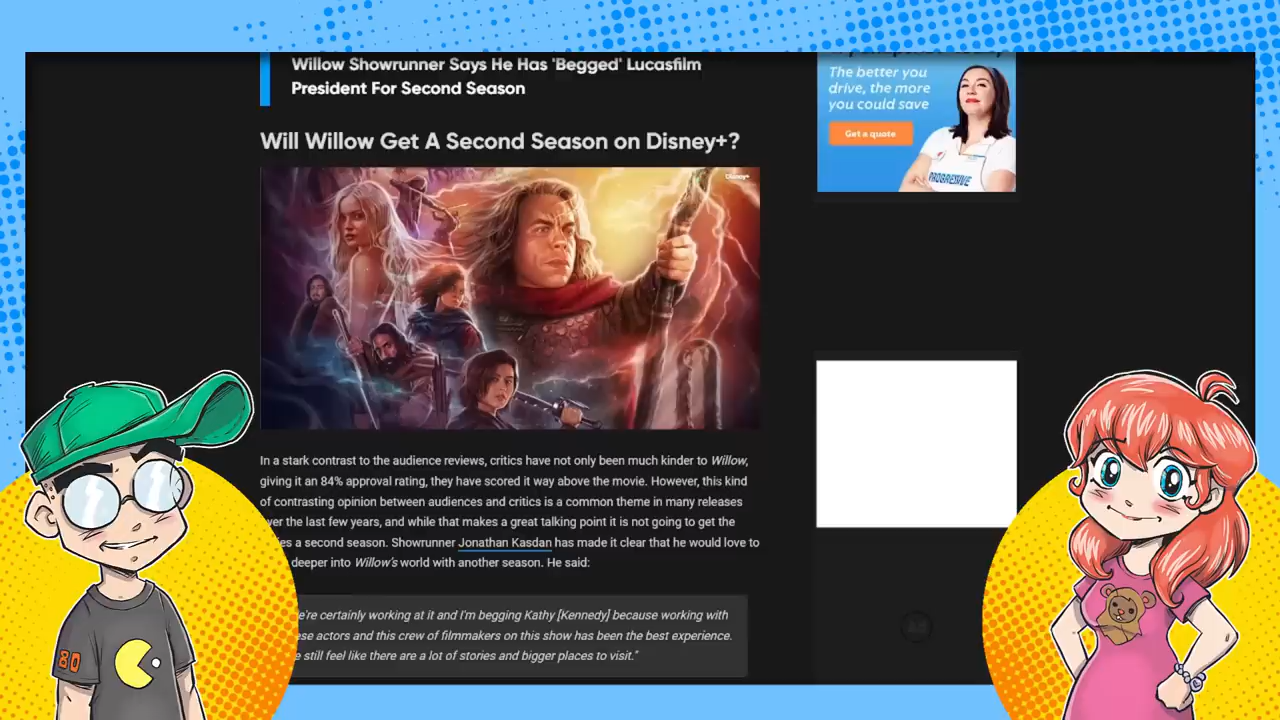 Willow Showrunner Says He Has 'Begged' Lucasfilm
President For Second Season
Will Willow Get A Second Season on Disney+?
Disney+
In a stark contrast to the audience reviews, critics have not only been much kinder to Willow,
giving it an 84% approval rating, they have scored it way above the movie. However, this kind
of contrasting opinion between audiences and critics is a common theme in many releases
the last few years, and while that makes a great talking point it is not going to get the
a second season. Showrunner Jonathan Kasdan has made it clear that he would love to
deeper into Willow's world with another season. He said:
certainly working at it and I'm begging Kathy [Kennedy] because working with
actors and this crew of filmmakers on this show has been the best experience.
still feel like there are a lot of stories and bigger places to visit."
The better you
drive, the more
you could save
Get a quote
PROGRESSIVE
80